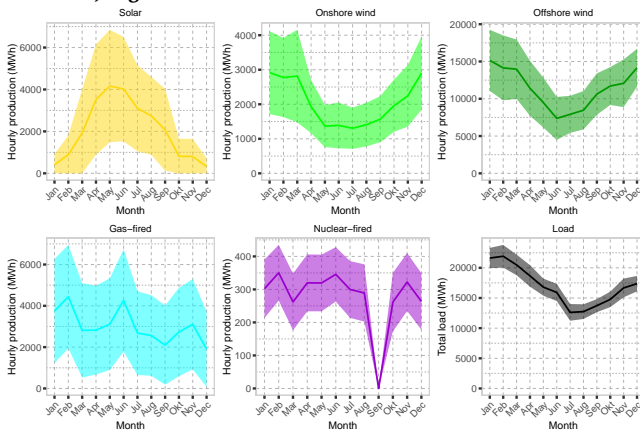 Solar
Onshore wind
Offshore wind
Hourly production (MWh)
6000
4000
2000
0
Jan Feb Mar Apr May Jun Jul Aug Sep Okt Nov Dec
Month
Hourly production (MWh)
4000
3000
2000
1000
0
Jan Feb Mar Apr May Jun Jul Aug Sep Okt Nov Dec
Month
Hourly production (MWh)
20000
15000
10000
5000
0
Jan Feb Mar Apr May Jun Jul Aug Sep Okt Nov Dec
Month
Gas-fired
Nuclear-fired
Load
Hourly production (MWh)
6000
4000
2000
0
Jan Feb Mar Apr May Jun Jul Aug Sep Okt Nov Dec
Month
Hourly production (MWh)
400
300
200
100
0
Jan Feb Mar Apr May Jun Jul Aug Sep Okt Nov Dec
Month
Total load (MWh)
20000
15000
10000
5000
0
Jan Feb Mar Apr May Jun Jul Aug Sep Okt Nov Dec
Month